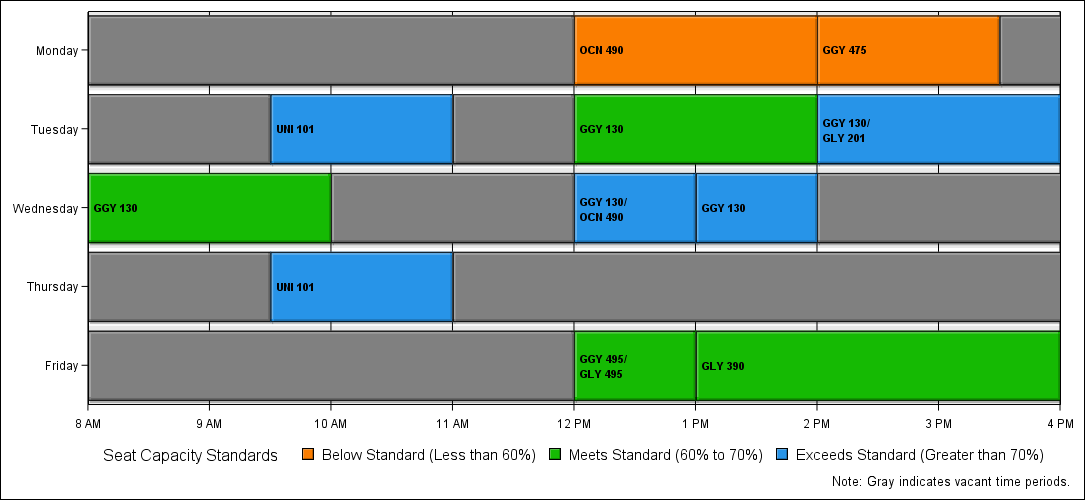 Monday
OCN 490
GGY 475
Tuesday
UNI 101
GGY 130
GGY 130/
GLY 201
Wednesday
GGY 130
GGY 130/
OCN 490
GGY 130
Thursday
UNI 101
Friday
GGY 495/
GLY 495
GLY 390
8 AM 9 AM 10 AM 11 AM 12 PM 1 PM 2 PM 3 PM 4 PM
Seat Capacity Standards Below Standard (Less than 60%) Meets Standard (60% to 70%) Exceeds Standard (Greater than 70%)
Note: Gray indicates vacant time periods.